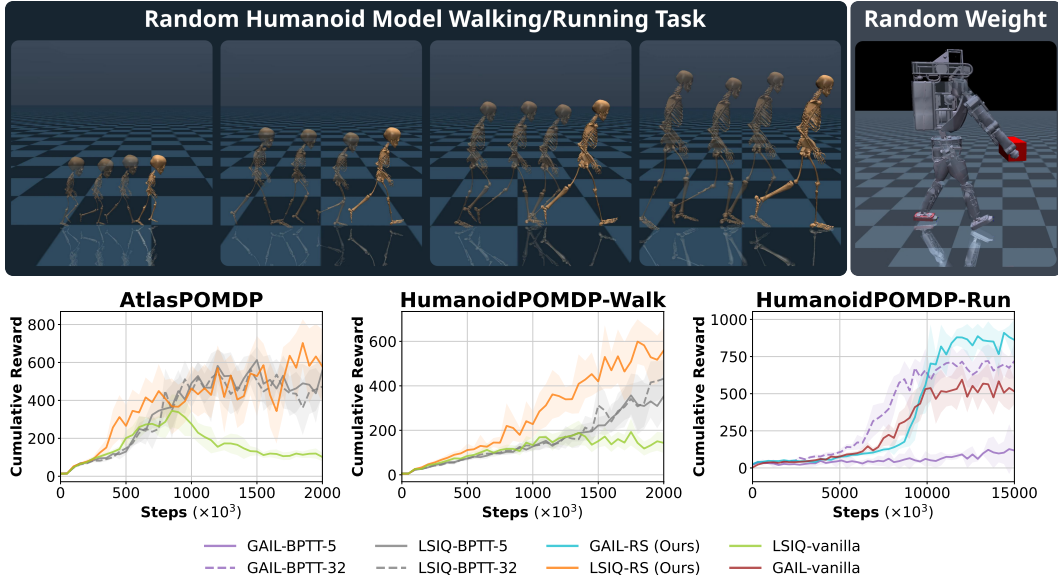 Random Humanoid Model Walking/Running Task
Random Weight
AtlasPOMDP
HumanoidPOMDP-Walk
HumanoidPOMDP-Run
Cumulative Reward
800
600
400
200
0
0
500
1000
1500
2000
Steps (×10³)
Cumulative Reward
600
400
200
0
0
500
1000
1500
2000
Steps (×10³)
Cumulative Reward
1000
750
500
250
0
0
5000
10000
15000
Steps (×10³)
GAIL-BPTT-5
LSIQ-BPTT-5
GAIL-RS (Ours)
LSIQ-vanilla
GAIL-BPTT-32
LSIQ-BPTT-32
LSIQ-RS (Ours)
GAIL-vanilla